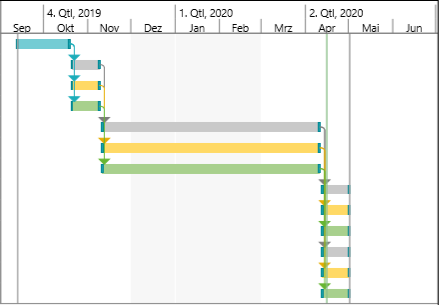 4. Qtl, 2019 1. Qtl, 2020 2. Qtl, 2020
Sep Okt Nov Dez Jan Feb Mrz Apr Mai Jun